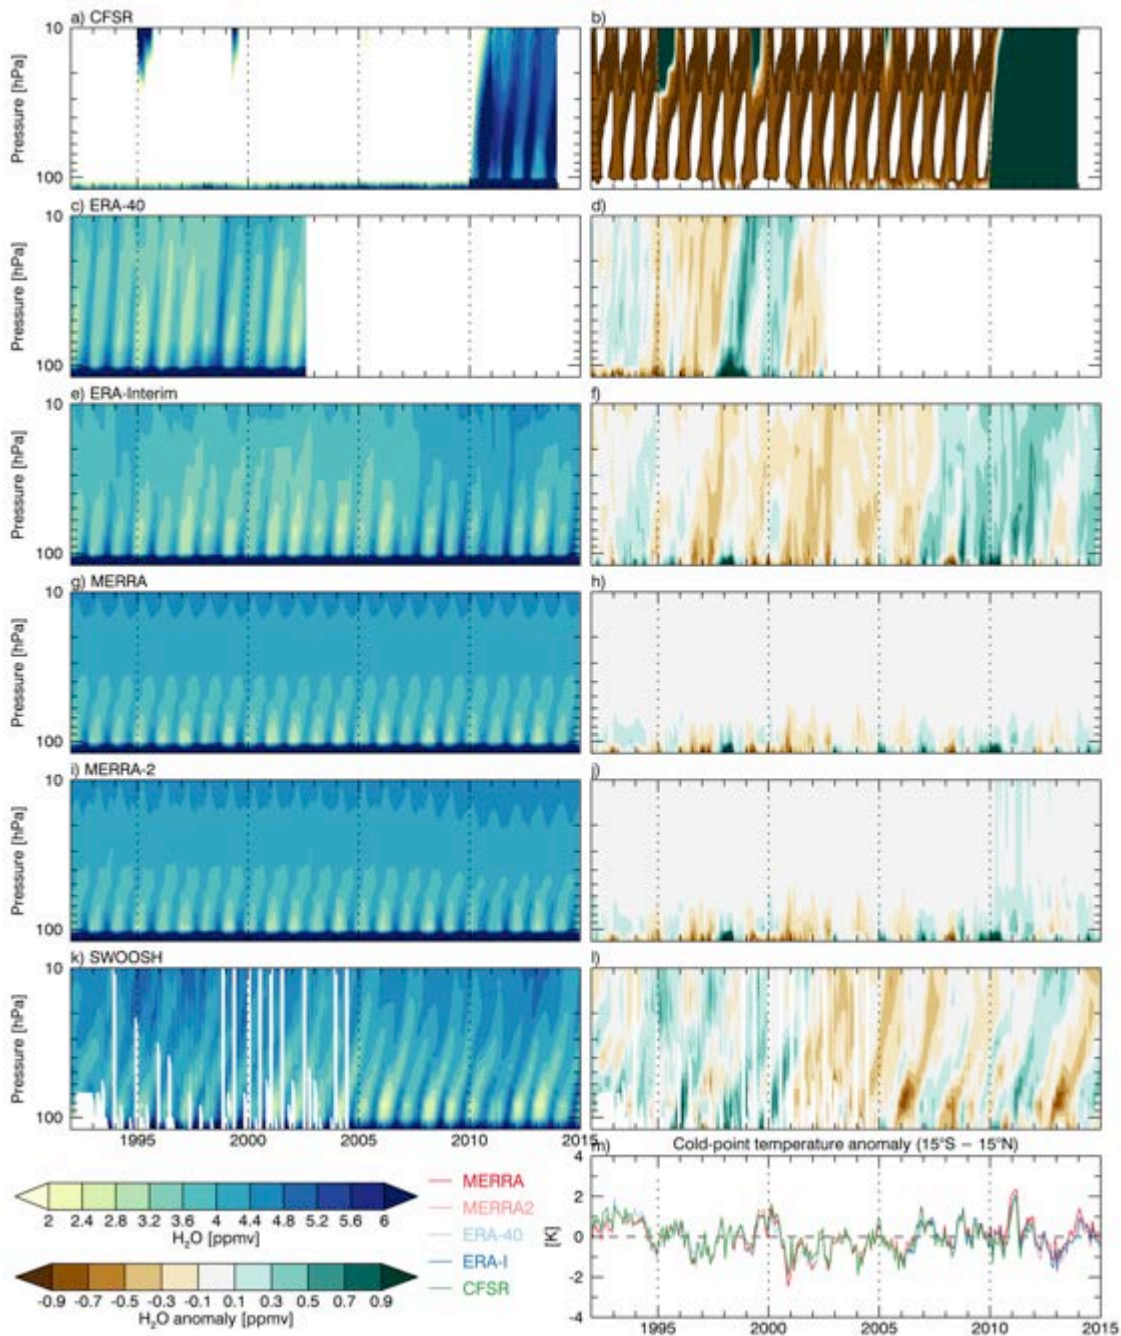 a) CFSR
b)
10
Pressure [hPa]
100
c) ERA-40
d)
10
Pressure [hPa]
100
e) ERA-Interim
f)
10
Pressure [hPa]
100
g) MERRA
h)
10
Pressure [hPa]
100
i) MERRA-2
j)
10
Pressure [hPa]
100
k) SWOOSH
l)
10
Pressure [hPa]
100
1995 2000 2005 2010 2015
m) Cold-point temperature anomaly (15°S – 15°N)
2 2.4 2.8 3.2 3.6 4 4.4 4.8 5.2 5.6 6
H₂O [ppmv]
-0.9 -0.7 -0.5 -0.3 -0.1 0.1 0.3 0.5 0.7 0.9
H₂O anomaly [ppmv]
MERRA
MERRA2
ERA-40
ERA-I
CFSR
[K]
4
2
0
-2
-4
1995 2000 2005 2010 2015